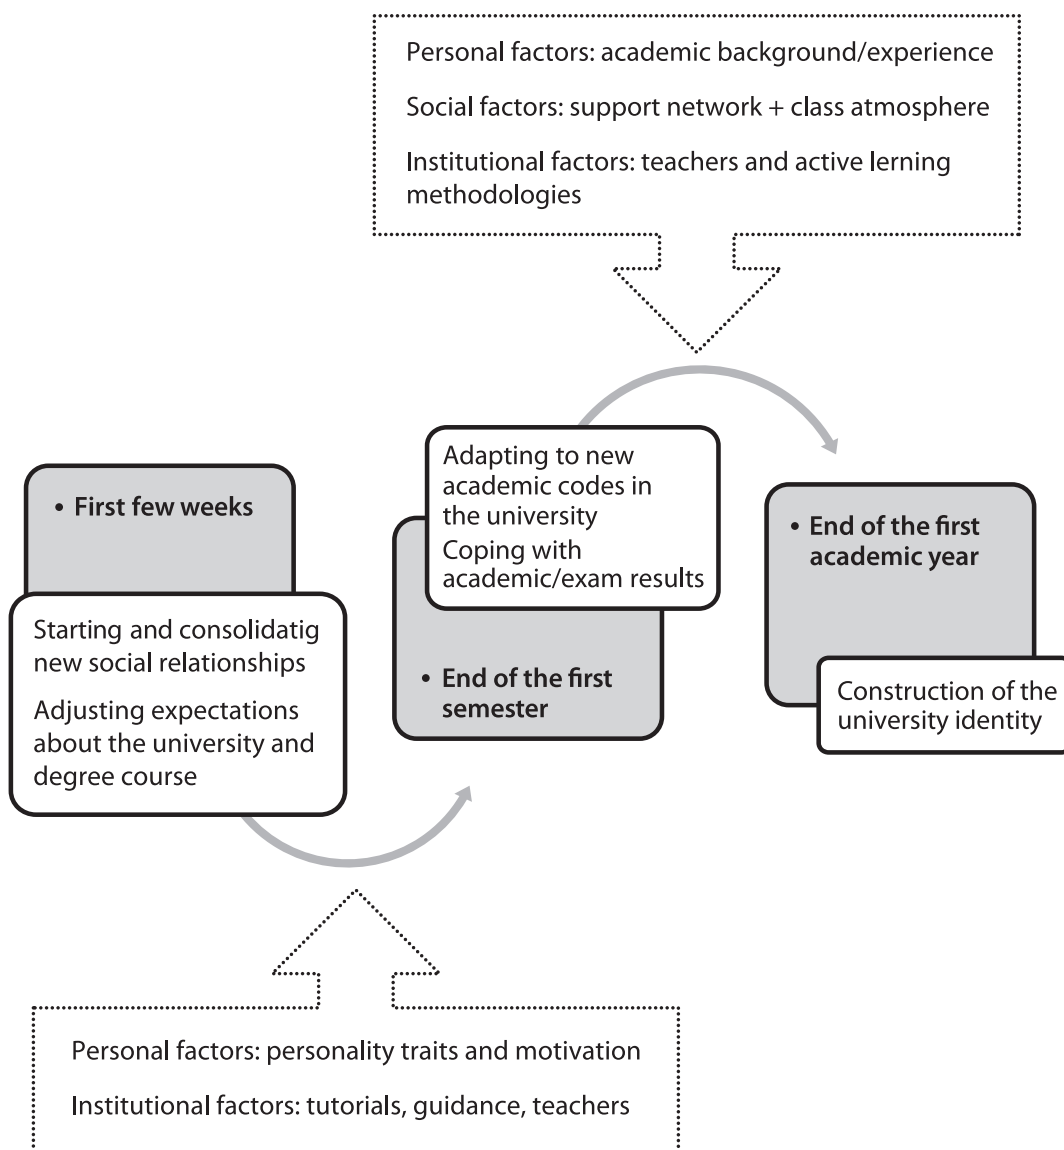 Personal factors: academic background/experience
Social factors: support network + class atmosphere
Institutional factors: teachers and active lerning
methodologies
• First few weeks
Starting and consolidatig
new social relationships
Adjusting expectations
about the university and
degree course
Adapting to new
academic codes in
the university
Coping with
academic/exam results
• End of the first
semester
• End of the first
academic year
Construction of the
university identity
Personal factors: personality traits and motivation
Institutional factors: tutorials, guidance, teachers